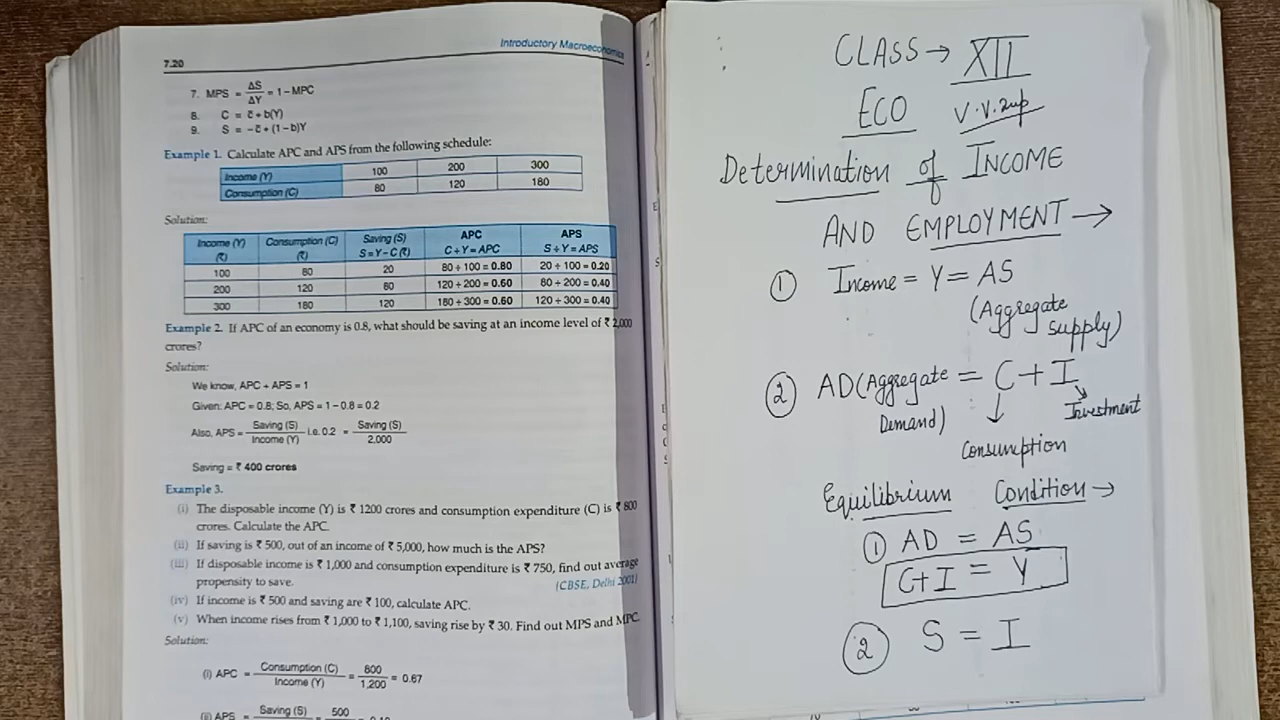 7.20
Introductory Macroeconomics
7. MPS = ΔS/ΔY = 1 – MPC
8. C = c̄ + b(Y)
9. S = –c̄ + (1 – b)Y
Example 1. Calculate APC and APS from the following schedule:
Income (Y) 100 200 300
Consumption (C) 80 120 180
Solution:
Income (Y) (₹) Consumption (C) (₹) Saving (S) S = Y – C (₹) APC C ÷ Y = APC APS S ÷ Y = APS
100 80 20 80 ÷ 100 = 0.80 20 ÷ 100 = 0.20
200 120 80 120 ÷ 200 = 0.60 80 ÷ 200 = 0.40
300 180 120 180 ÷ 300 = 0.60 120 ÷ 300 = 0.40
Example 2. If APC of an economy is 0.8, what should be saving at an income level of ₹ 2,000
crores?
Solution:
We know, APC + APS = 1
Given: APC = 0.8; So, APS = 1 – 0.8 = 0.2
Also, APS = Saving (S)/Income (Y) i.e. 0.2 = Saving (S)/2,000
Saving = ₹ 400 crores
Example 3.
(i) The disposable income (Y) is ₹ 1200 crores and consumption expenditure (C) is ₹ 800
crores. Calculate the APC.
(ii) If saving is ₹ 500, out of an income of ₹ 5,000, how much is the APS?
(iii) If disposable income is ₹ 1,000 and consumption expenditure is ₹ 750, find out average
propensity to save. (CBSE, Delhi 2001)
(iv) If income is ₹ 500 and saving are ₹ 100, calculate APC.
(v) When income rises from ₹ 1,000 to ₹ 1,100, saving rise by ₹ 30. Find out MPS and MPC.
Solution:
(i) APC = Consumption (C)/Income (Y) = 800/1,200 = 0.67
(ii) APS = Saving (S) = 500
CLASS → XII
ECO V.V.Imp
Determination of INCOME
AND EMPLOYMENT →
① Income = Y = AS
(Aggregate
supply)
② AD (Aggregate = C + I
Demand) Investment
Consumption
Equilibrium Condition →
① AD = AS
C+I = Y
② S = I